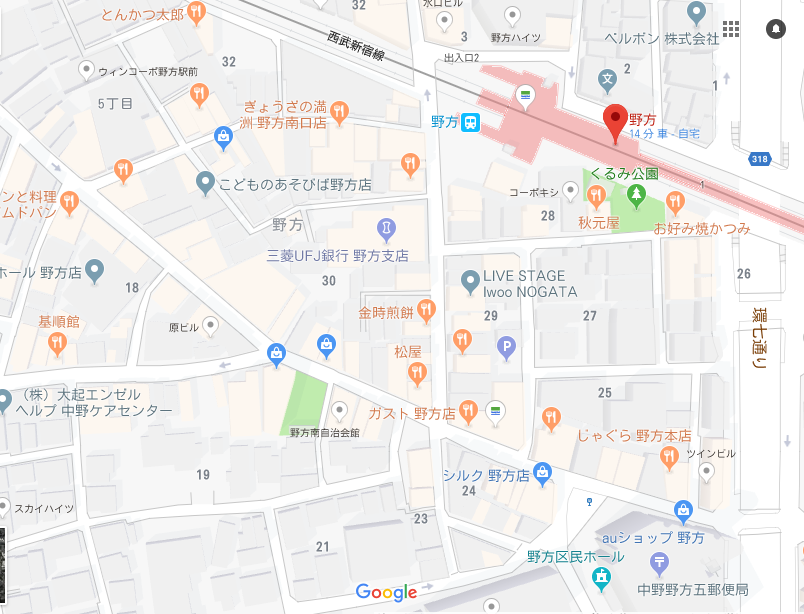 とんかつ太郎
32
水口ビル
3
野方ハイツ
ベルボン 株式会社
西武新宿線
出入口2
ウィンコーポ野方駅前
32
2
文
1
5丁目
ぎょうざの満
洲 野方南口店
野方
野方
14 分 車 - 自宅
318
くるみ公園
1
こどものあそびば野方店
ンと料理
ムドパン
コーポキシ
28
秋元屋
お好み焼かつみ
野方
三菱UFJ銀行 野方支店
ホール 野方店
18
30
LIVE STAGE
Iwoo NOGATA
26
金時煎餅
29
27
基順館
原ビル
P
環七通り
松屋
25
(株)大起エンゼル
ヘルプ 中野ケアセンター
ガスト 野方店
野方南自治会館
じゃぐら 野方本店
ツインビル
19
シルク 野方店
24
スカイハイツ
23
21
auショップ 野方
野方区民ホール
〒
中野野方五郵便局
Google